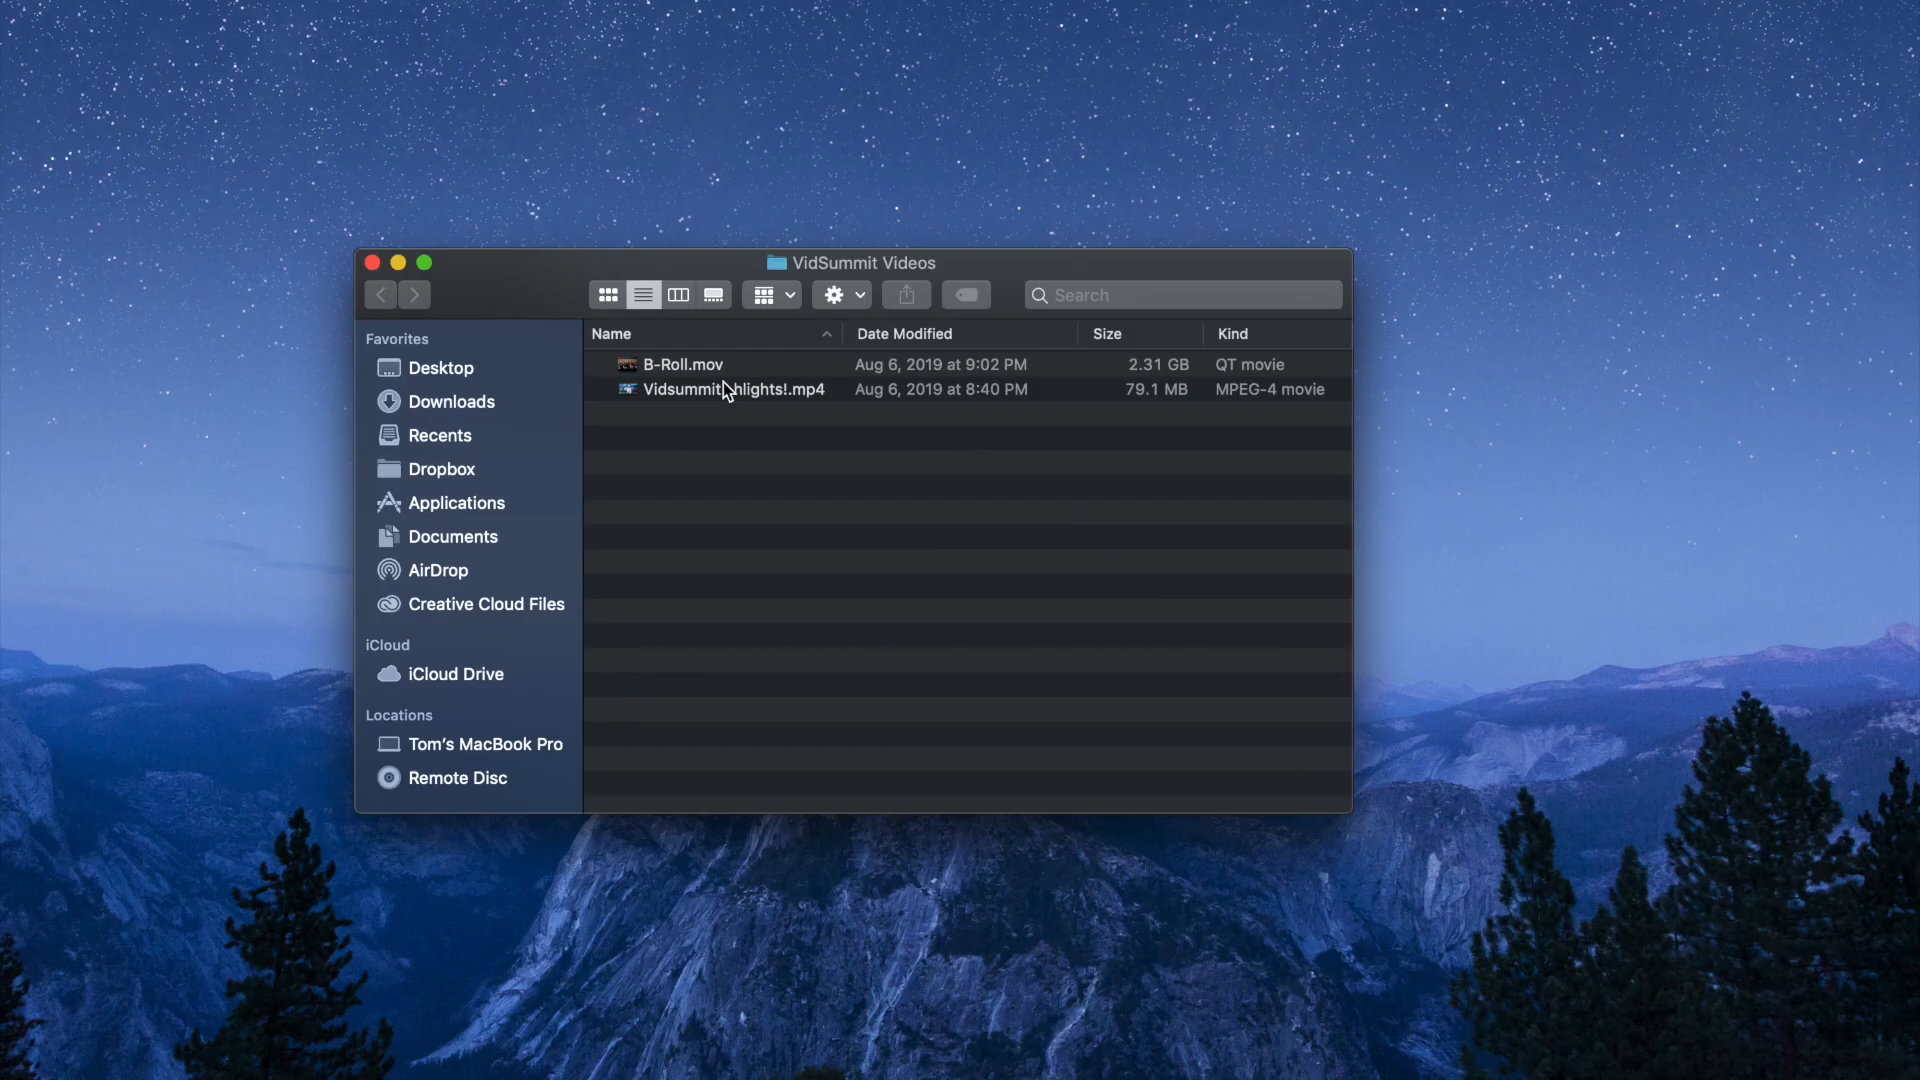 VidSummit Videos
Search
Favorites
Desktop
Downloads
Recents
Dropbox
Applications
Documents
AirDrop
Creative Cloud Files
iCloud
iCloud Drive
Locations
Tom's MacBook Pro
Remote Disc
Name Date Modified Size Kind
B-Roll.mov Aug 6, 2019 at 9:02 PM 2.31 GB QT movie
Aug 6, 2019 at 8:40 PM 79.1 MB MPEG-4 movie